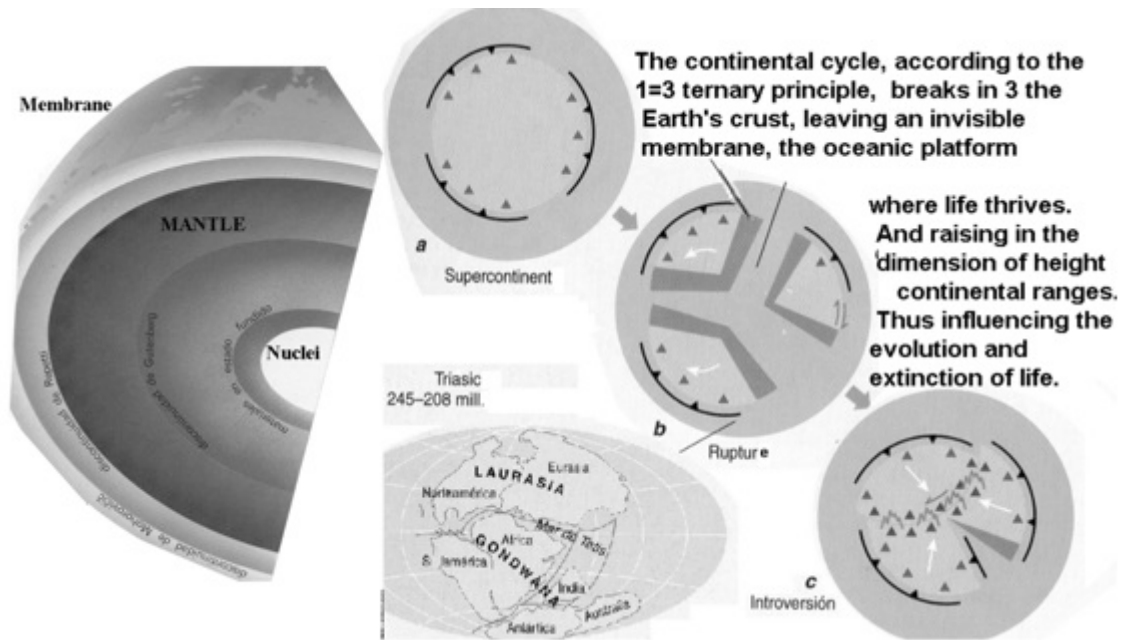 Membrane
MANTLE
Nuclei
materiales en estado fundido
discontinuidad de Gutenberg
discontinuidad de Repetti
discontinuidad de Mohorovičić
a
Supercontinent
The continental cycle, according to the
1=3 ternary principle, breaks in 3 the
Earth's crust, leaving an invisible
membrane, the oceanic platform
where life thrives.
And raising in the
dimension of height
continental ranges.
Thus influencing the
evolution and
extinction of life.
b
Rupture
Triasic
245–208 mill.
LAURASIA
Eurasia
Norteamérica
Mar de Tetis
Africa
GONDWANA
S. América
India
Australia
Antártica
c
Introversión